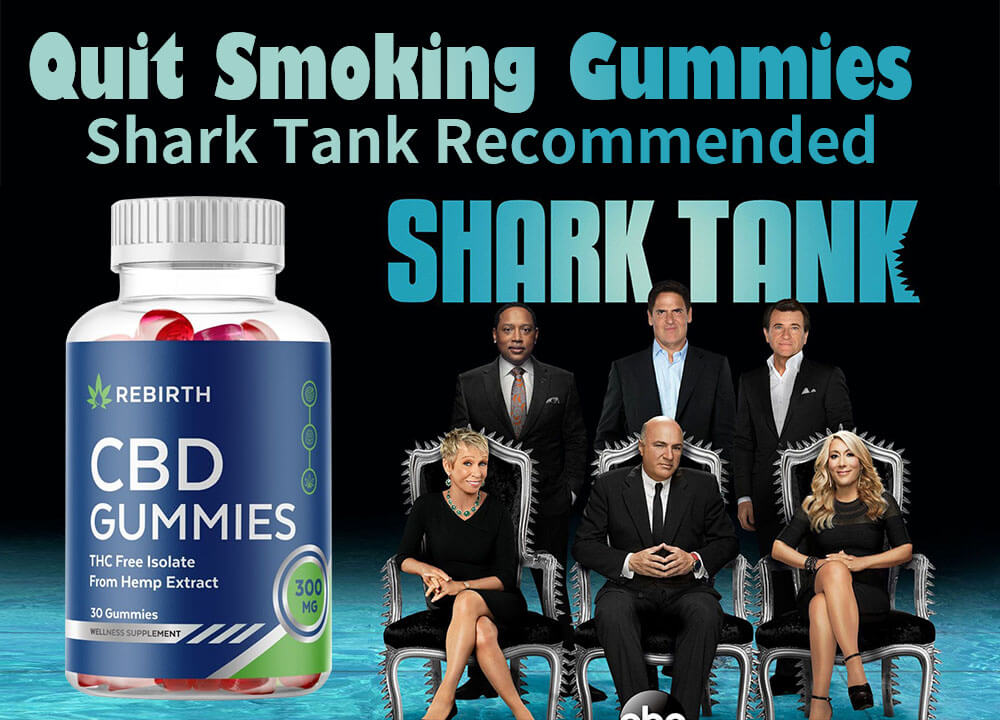 Quit Smoking Gummies
Shark Tank Recommended
SHARK TANK
REBIRTH
CBD
GUMMIES
THC Free Isolate
From Hemp Extract
300
MG
30 Gummies
WELLNESS SUPPLEMENT
abc